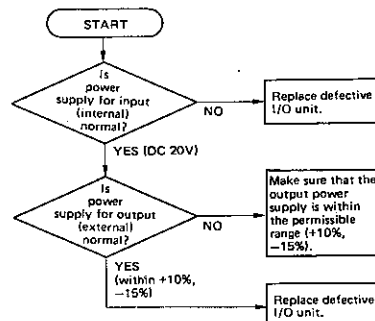 START
Is
power
supply for input
(internal)
normal?
NO
Replace defective
I/O unit.
YES (DC 20V)
Is
power
supply for output
(external)
normal?
NO
Make sure that the
output power
supply is within
the permissible
range (+10%,
−15%).
YES
(within +10%,
−15%)
Replace defective
I/O unit.